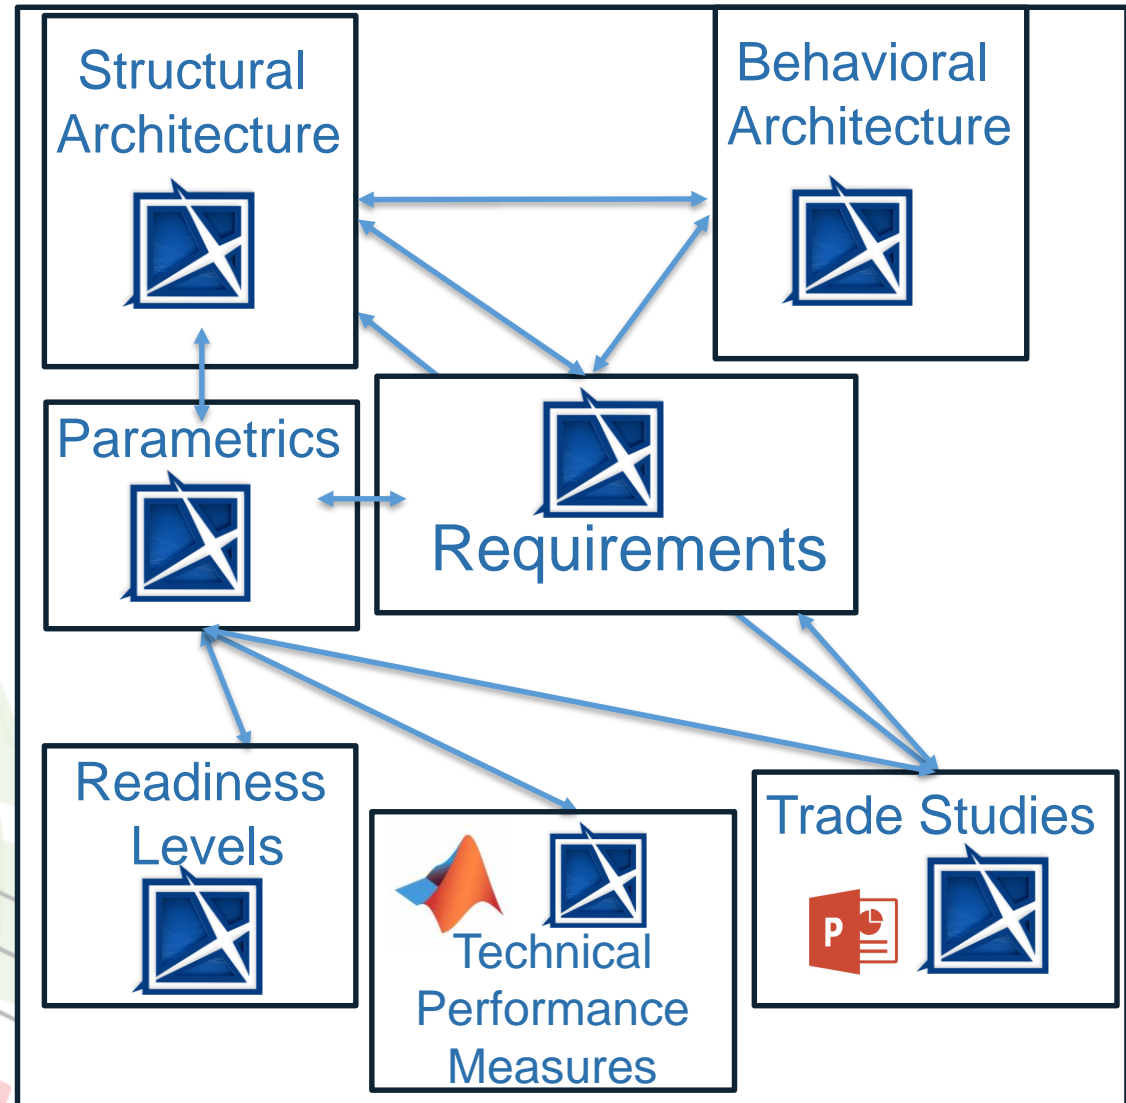 Structural
Architecture
Behavioral
Architecture
Parametrics
Requirements
Readiness
Levels
Technical
Performance
Measures
Trade Studies
P